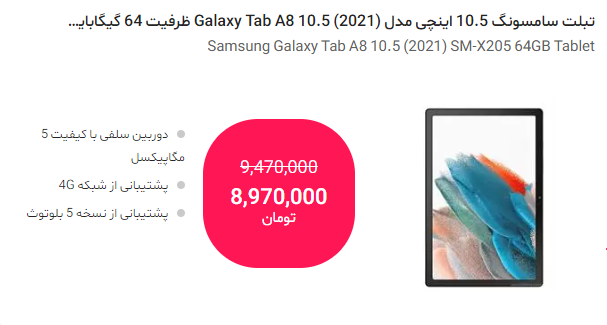 تبلت سامسونگ 10.5 اینچی مدل Galaxy Tab A8 10.5 (2021) ظرفیت 64 گیگابای...
Samsung Galaxy Tab A8 10.5 (2021) SM-X205 64GB Tablet
9,470,000
8,970,000
تومان
دوربین سلفی با کیفیت 5
مگاپیکسل
پشتیبانی از شبکه 4G
پشتیبانی از نسخه 5 بلوتوث